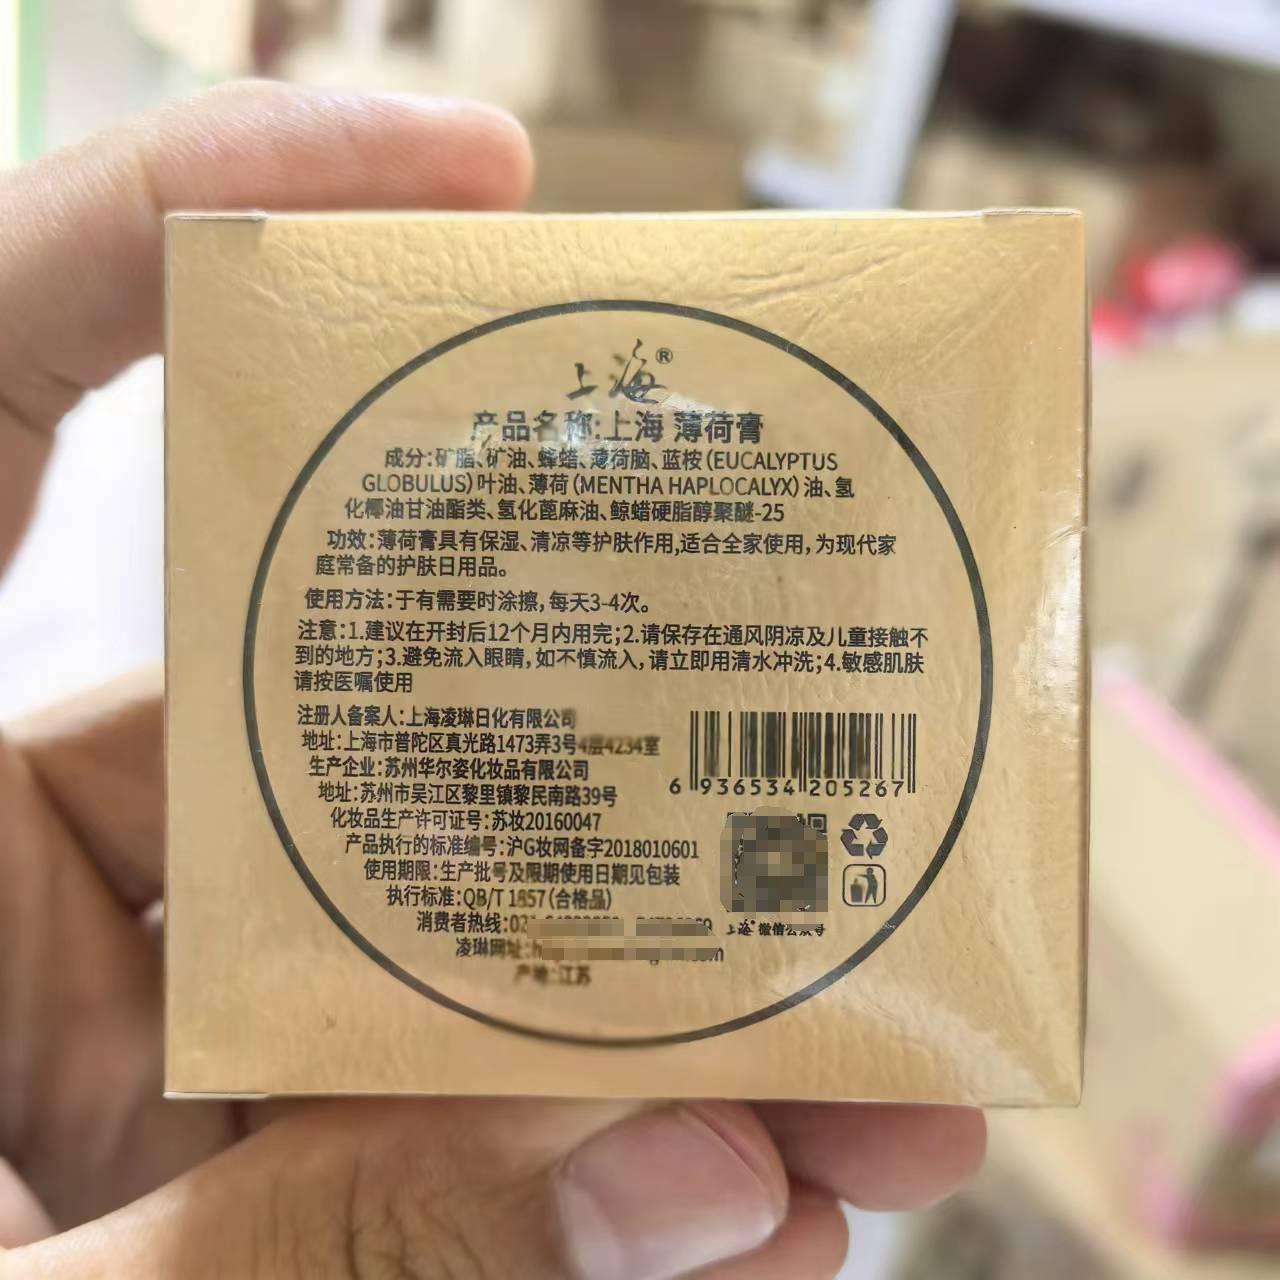 上海®
产品名称:上海 薄荷膏
成分:矿脂、矿油、蜂蜡、薄荷脑、蓝桉(EUCALYPTUS
GLOBULUS)叶油、薄荷(MENTHA HAPLOCALYX)油、氢
化椰油甘油酯类、氢化蓖麻油、鲸蜡硬脂醇聚醚-25
功效:薄荷膏具有保湿、清凉等护肤作用,适合全家使用,为现代家
庭常备的护肤日用品。
使用方法:于有需要时涂擦,每天3-4次。
注意:1.建议在开封后12个月内用完;2.请保存在通风阴凉及儿童接触不
到的地方;3.避免流入眼睛,如不慎流入,请立即用清水冲洗;4.敏感肌肤
请按医嘱使用
注册人备案人:上海凌琳日化有限公司
地址:上海市普陀区真光路1473弄3号4层4234室
生产企业:苏州华尔姿化妆品有限公司
地址:苏州市吴江区黎里镇黎民南路39号
化妆品生产许可证号:苏妆20160047
产品执行的标准编号:沪G妆网备字2018010601
使用期限:生产批号及限期使用日期见包装
执行标准:QB/T 1857(合格品)
消费者热线:
凌琳网址:
产地:江苏
6 936534 205267
上海®微信公众号